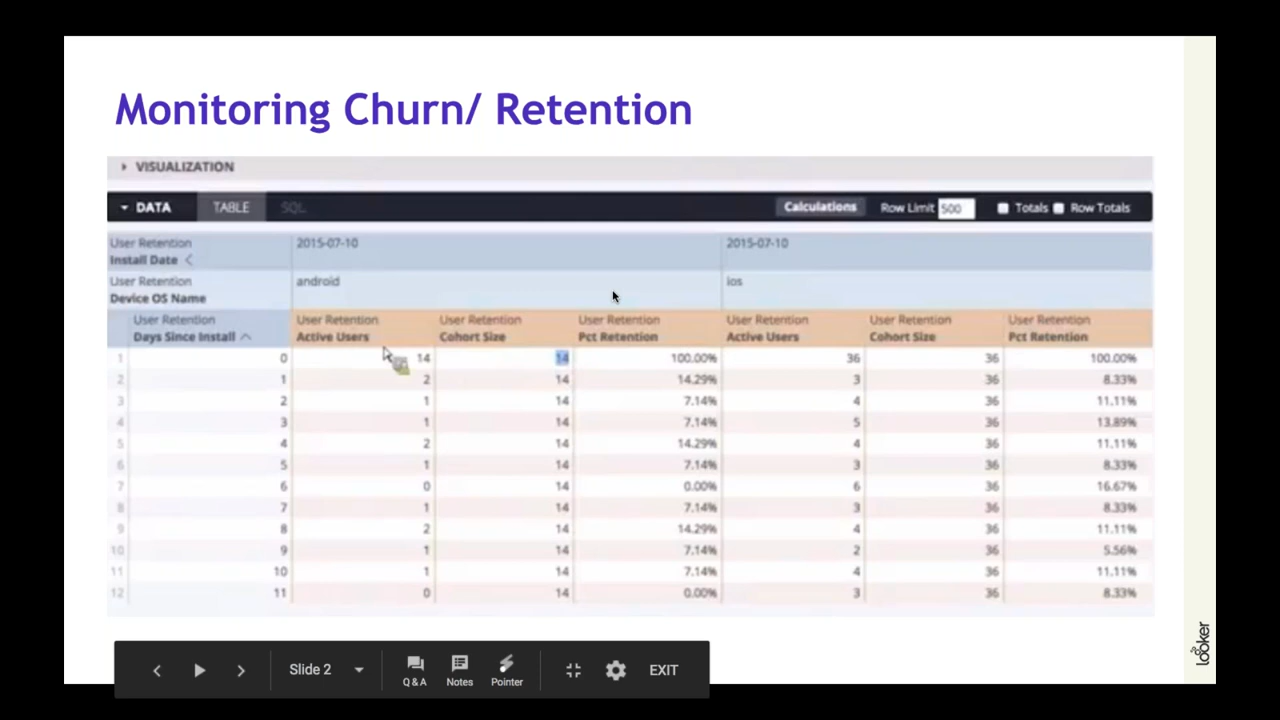 Monitoring Churn/ Retention
VISUALIZATION
DATA TABLE SQL Calculations Row Limit 500 Totals Row Totals
User Retention 2015-07-10 2015-07-10
Install Date
User Retention android ios
Device OS Name
User Retention User Retention User Retention User Retention User Retention User Retention User Retention
Days Since Install Active Users Cohort Size Pct Retention Active Users Cohort Size Pct Retention
1 0 14 14 100.00% 36 36 100.00%
2 1 2 14 14.29% 3 36 8.33%
3 2 1 14 7.14% 4 36 11.11%
4 3 1 14 7.14% 5 36 13.89%
5 4 2 14 14.29% 4 36 11.11%
6 5 1 14 7.14% 3 36 8.33%
7 6 0 14 0.00% 6 36 16.67%
8 7 1 14 7.14% 3 36 8.33%
9 8 2 14 14.29% 4 36 11.11%
10 9 1 14 7.14% 2 36 5.56%
11 10 1 14 7.14% 4 36 11.11%
12 11 0 14 0.00% 3 36 8.33%
looker
Slide 2 Q & A Notes Pointer EXIT